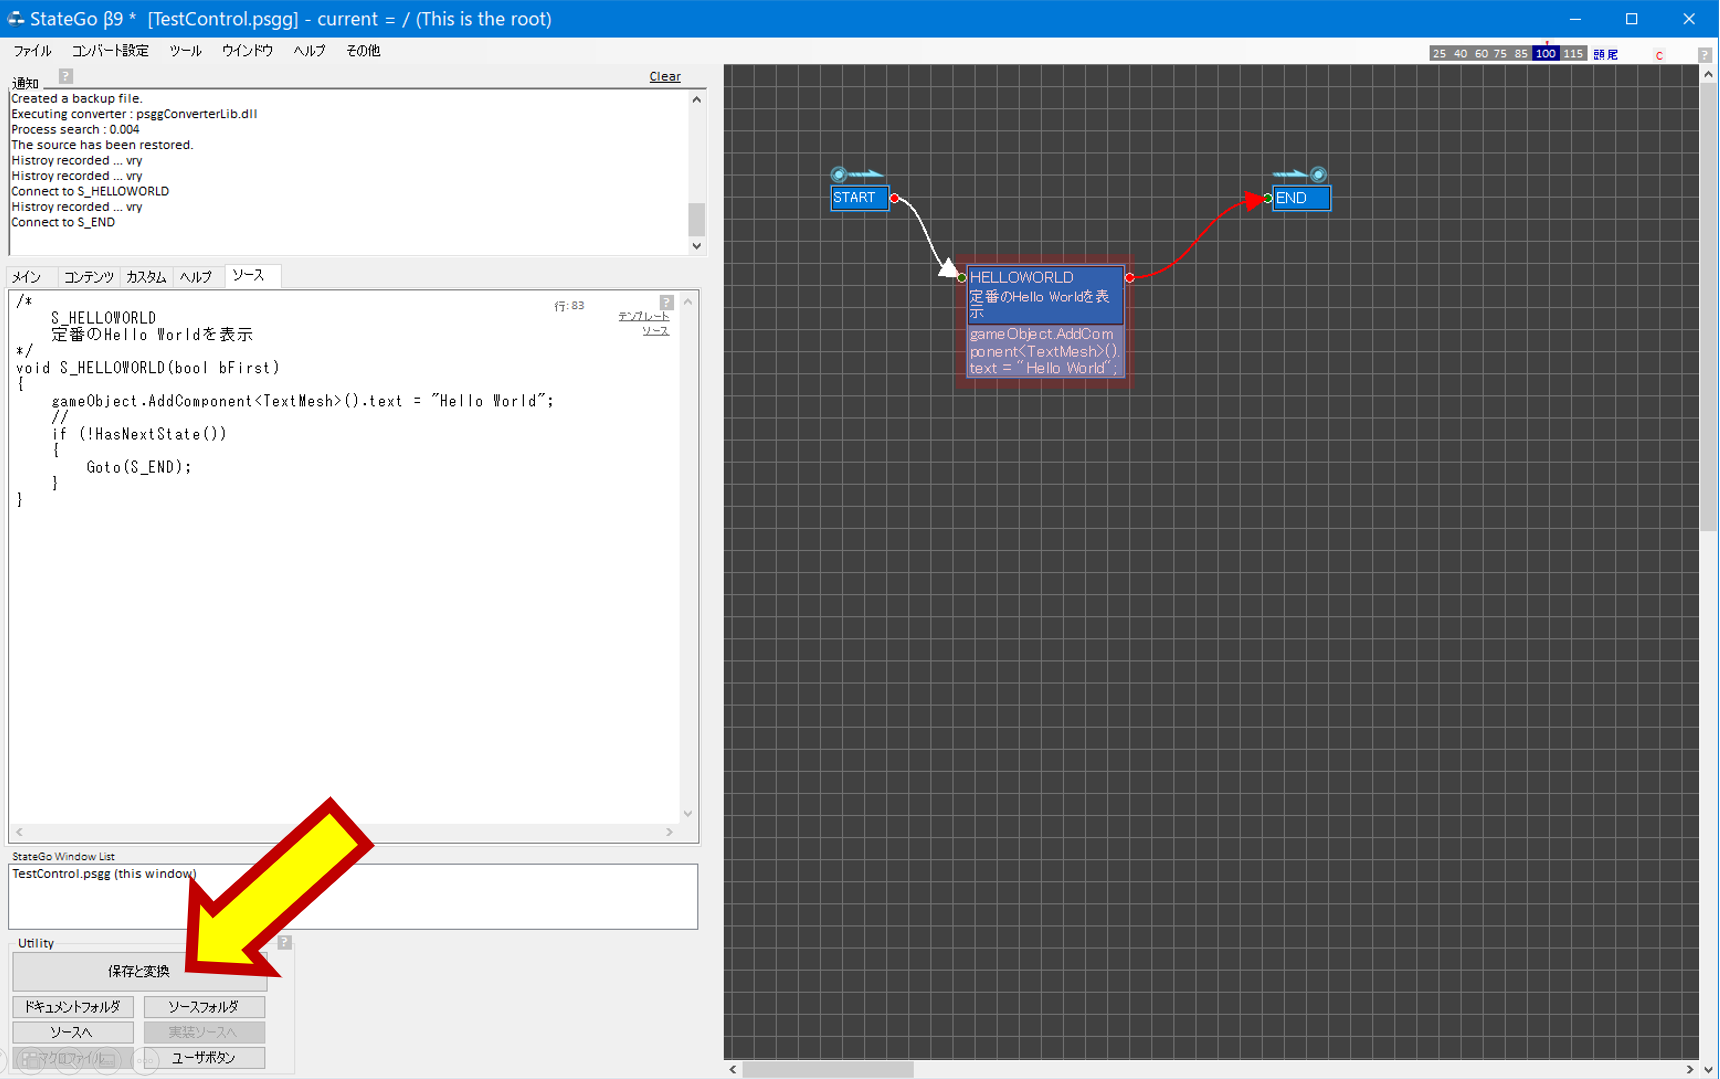 StateGo β9 * [TestControl.psgg] - current = / (This is the root)
ファイル コンバート設定 ツール ウインドウ ヘルプ その他
25 40 60 75 85 100 115 頭尾 C ?
通知 ? Clear
Created a backup file.
Executing converter : psggConverterLib.dll
Process search : 0.004
The source has been restored.
Histroy recorded ... vry
Histroy recorded ... vry
Connect to S_HELLOWORLD
Histroy recorded ... vry
Connect to S_END
メイン コンテンツ カスタム ヘルプ ソース
行: 83 ?
テンプレート
ソース
/*
S_HELLOWORLD
定番のHello Worldを表示
*/
void S_HELLOWORLD(bool bFirst)
{
gameObject.AddComponent<TextMesh>().text = "Hello World";
//
if (!HasNextState())
{
Goto(S_END);
}
}
StateGo Window List
TestControl.psgg (this window)
Utility ?
保存と変換
ドキュメントフォルダ ソースフォルダ
ソースへ 実装ソースへ
マクロファイル ユーザボタン
START
END
HELLOWORLD
定番のHello Worldを表
示
gameObject.AddCom
ponent<TextMesh>().
text = "Hello World";